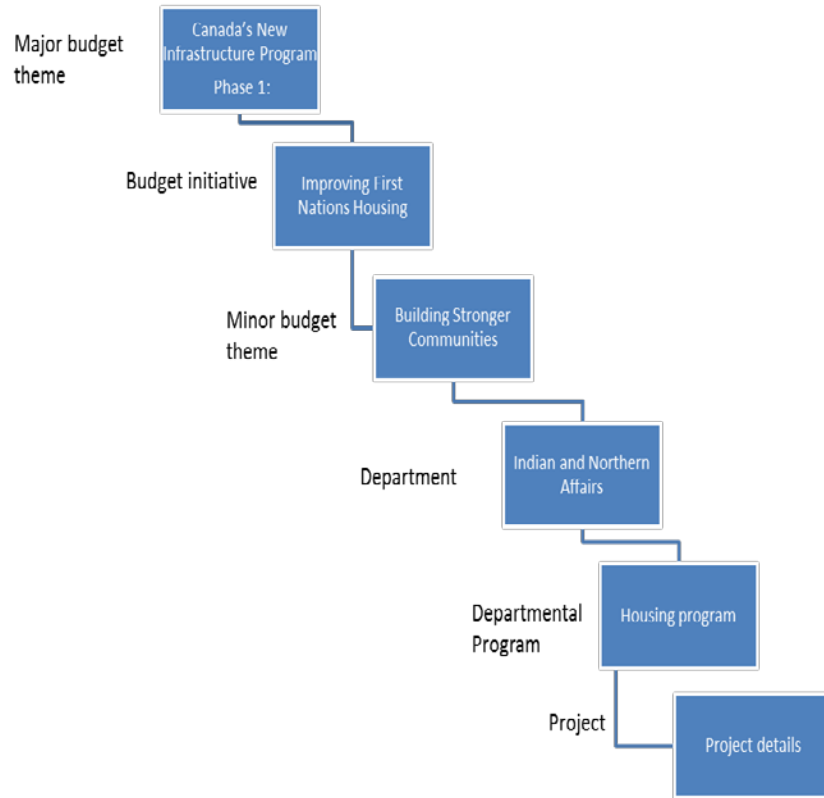 Major budget
theme
Canada's New
Infrastructure Program
Phase 1:
Budget initiative
Improving First
Nations Housing
Minor budget
theme
Building Stronger
Communities
Department
Indian and Northern
Affairs
Departmental
Program
Housing program
Project
Project details